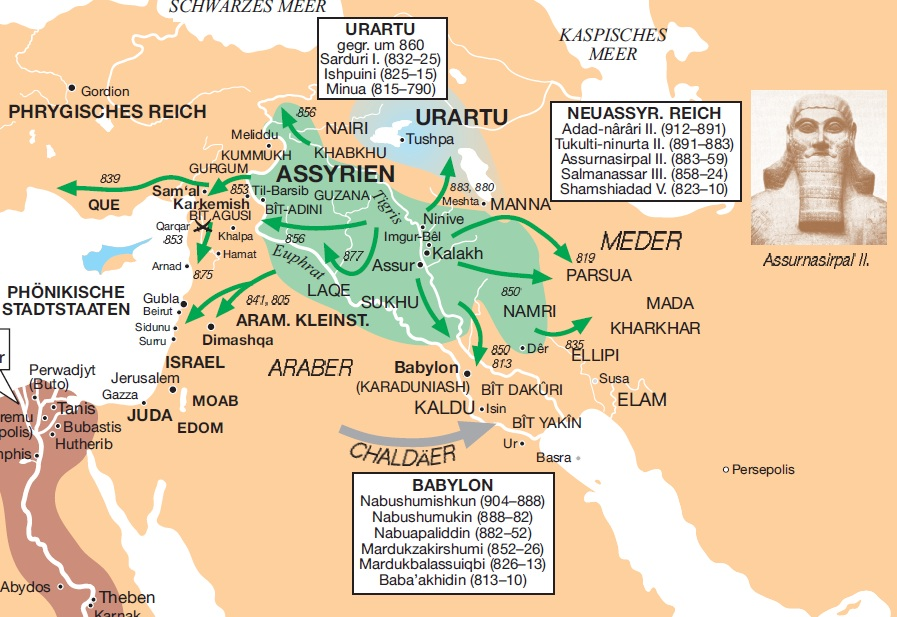 SCHWARZES MEER
KASPISCHES
MEER
URARTU
gegr. um 860
Sarduri I. (832–25)
Ishpuini (825–15)
Minua (815–790)
NEUASSYR. REICH
Adad-nârâri II. (912–891)
Tukulti-ninurta II. (891–883)
Assurnasirpal II. (883–59)
Salmanassar III. (858–24)
Shamshiadad V. (823–10)
Assurnasirpal II.
Gordion
PHRYGISCHES REICH
856
NAIRI
URARTU
Tushpa
Meliddu
KUMMUKH
KHABKHU
GURGUM
ASSYRIEN
839
QUE
Sam'al
853
Til-Barsib
GUZANA
Tigris
883, 880
Meshta
MANNA
Karkemish
BÎT-ADINI
BÎT AGUSI
Qarqar
853
Khalpa
856
Ninive
Imgur-Bêl
Kalakh
MEDER
819
Hamat
Euphrat
877
Assur
PARSUA
Arnad
875
PHÖNIKISCHE
STADTSTAATEN
Gubla
Beirut
841, 805
LAQE
SUKHU
850
NAMRI
MADA
KHARKHAR
Sidunu
Surru
ARAM. KLEINST.
Dimashqa
850
813
Dêr
835
ELLIPI
ISRAEL
ARABER
Babylon
(KARADUNIASH)
Susa
BÎT DAKÛRI
ELAM
Perwadjyt
(Buto)
Jerusalem
Gazza
MOAB
KALDU
Isin
JUDA
EDOM
BÎT YAKÎN
Tanis
Bubastis
Hutherib
CHALDÄER
Ur
Basra
Persepolis
BABYLON
Nabushumishkun (904–888)
Nabushumukin (888–82)
Nabuapaliddin (882–52)
Mardukzakirshumi (852–26)
Mardukbalassuiqbi (826–13)
Baba'akhidin (813–10)
Abydos
Theben
Karnak